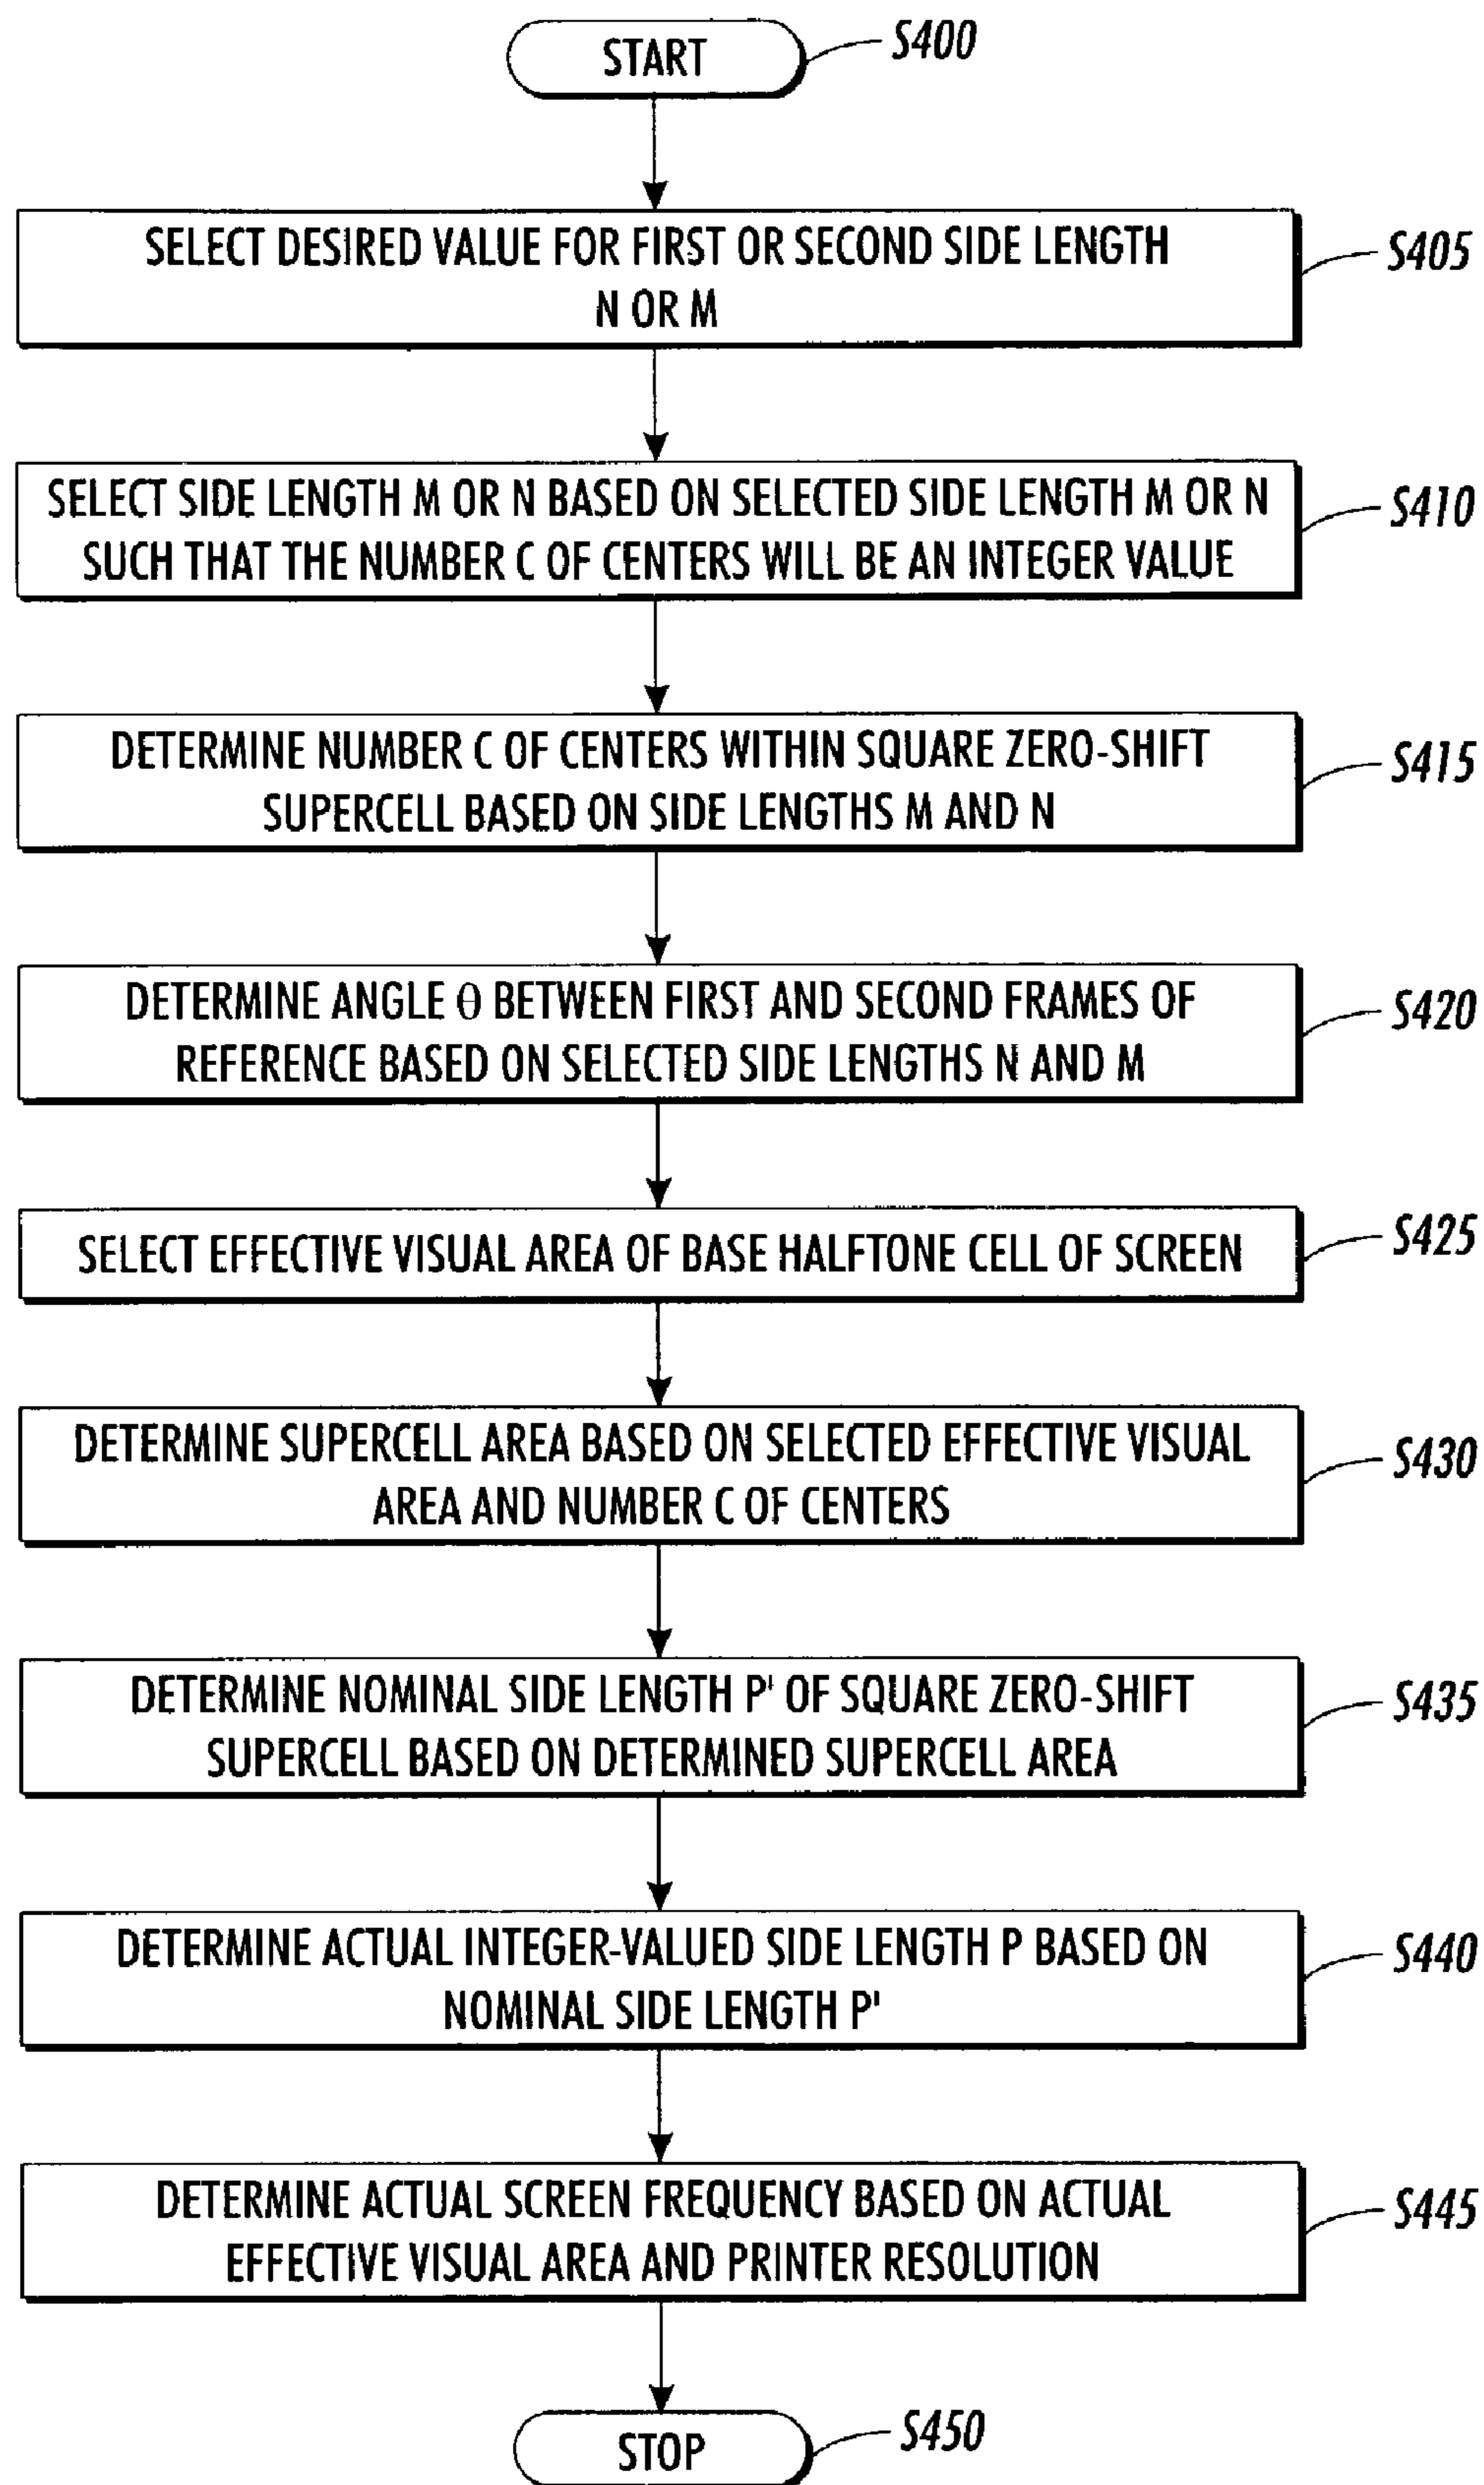 START
S400
SELECT DESIRED VALUE FOR FIRST OR SECOND SIDE LENGTH
N OR M
S405
SELECT SIDE LENGTH M OR N BASED ON SELECTED SIDE LENGTH M OR N
SUCH THAT THE NUMBER C OF CENTERS WILL BE AN INTEGER VALUE
S410
DETERMINE NUMBER C OF CENTERS WITHIN SQUARE ZERO-SHIFT
SUPERCELL BASED ON SIDE LENGTHS M AND N
S415
DETERMINE ANGLE θ BETWEEN FIRST AND SECOND FRAMES OF
REFERENCE BASED ON SELECTED SIDE LENGTHS N AND M
S420
SELECT EFFECTIVE VISUAL AREA OF BASE HALFTONE CELL OF SCREEN
S425
DETERMINE SUPERCELL AREA BASED ON SELECTED EFFECTIVE VISUAL
AREA AND NUMBER C OF CENTERS
S430
DETERMINE NOMINAL SIDE LENGTH P' OF SQUARE ZERO-SHIFT
SUPERCELL BASED ON DETERMINED SUPERCELL AREA
S435
DETERMINE ACTUAL INTEGER-VALUED SIDE LENGTH P BASED ON
NOMINAL SIDE LENGTH P'
S440
DETERMINE ACTUAL SCREEN FREQUENCY BASED ON ACTUAL
EFFECTIVE VISUAL AREA AND PRINTER RESOLUTION
S445
STOP
S450